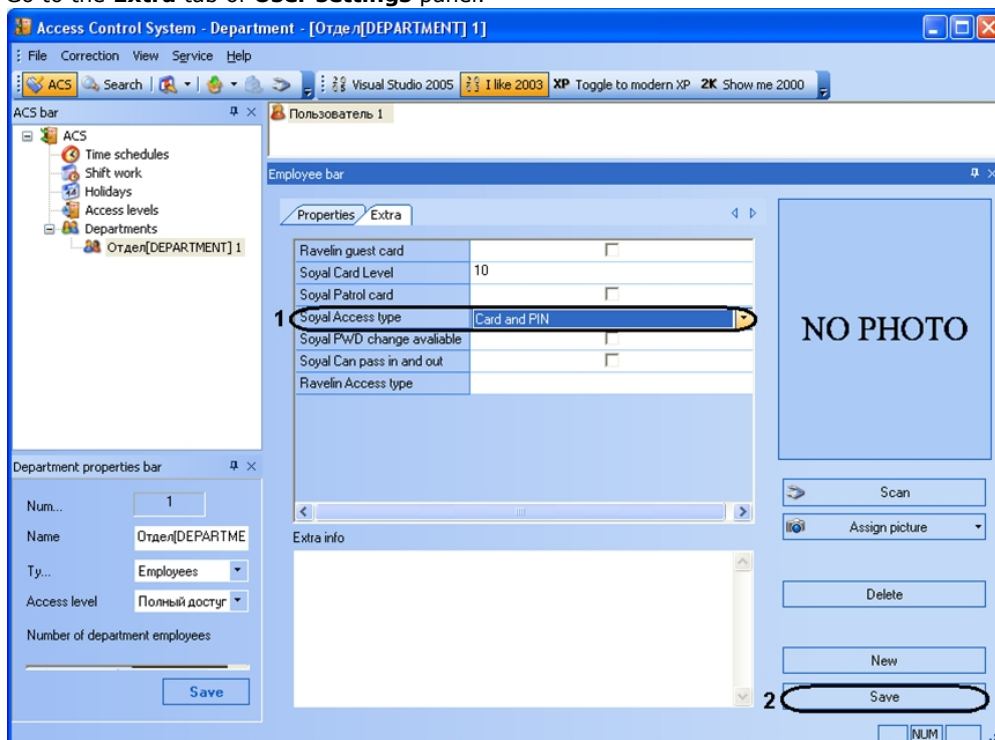 Go to the Extra tab of User settings panel.
Access Control System - Department - [Отдел[DEPARTMENT] 1]
File Correction View Service Help
ACS Search Visual Studio 2005 I like 2003 XP Toggle to modern XP 2K Show me 2000
ACS bar
ACS
Time schedules
Shift work
Holidays
Access levels
Departments
Отдел[DEPARTMENT] 1
Пользователь 1
Employee bar
Properties Extra
Ravelin guest card
Soyal Card Level 10
Soyal Patrol card
1 Soyal Access type Card and PIN
Soyal PWD change avaliable
Soyal Can pass in and out
Ravelin Access type
NO PHOTO
Department properties bar
Num... 1
Name Отдел[DEPARTME
Ty... Employees
Access level Полный доступ
Number of department employees
Save
Extra info
Scan
Assign picture
Delete
New
2 Save
NUM